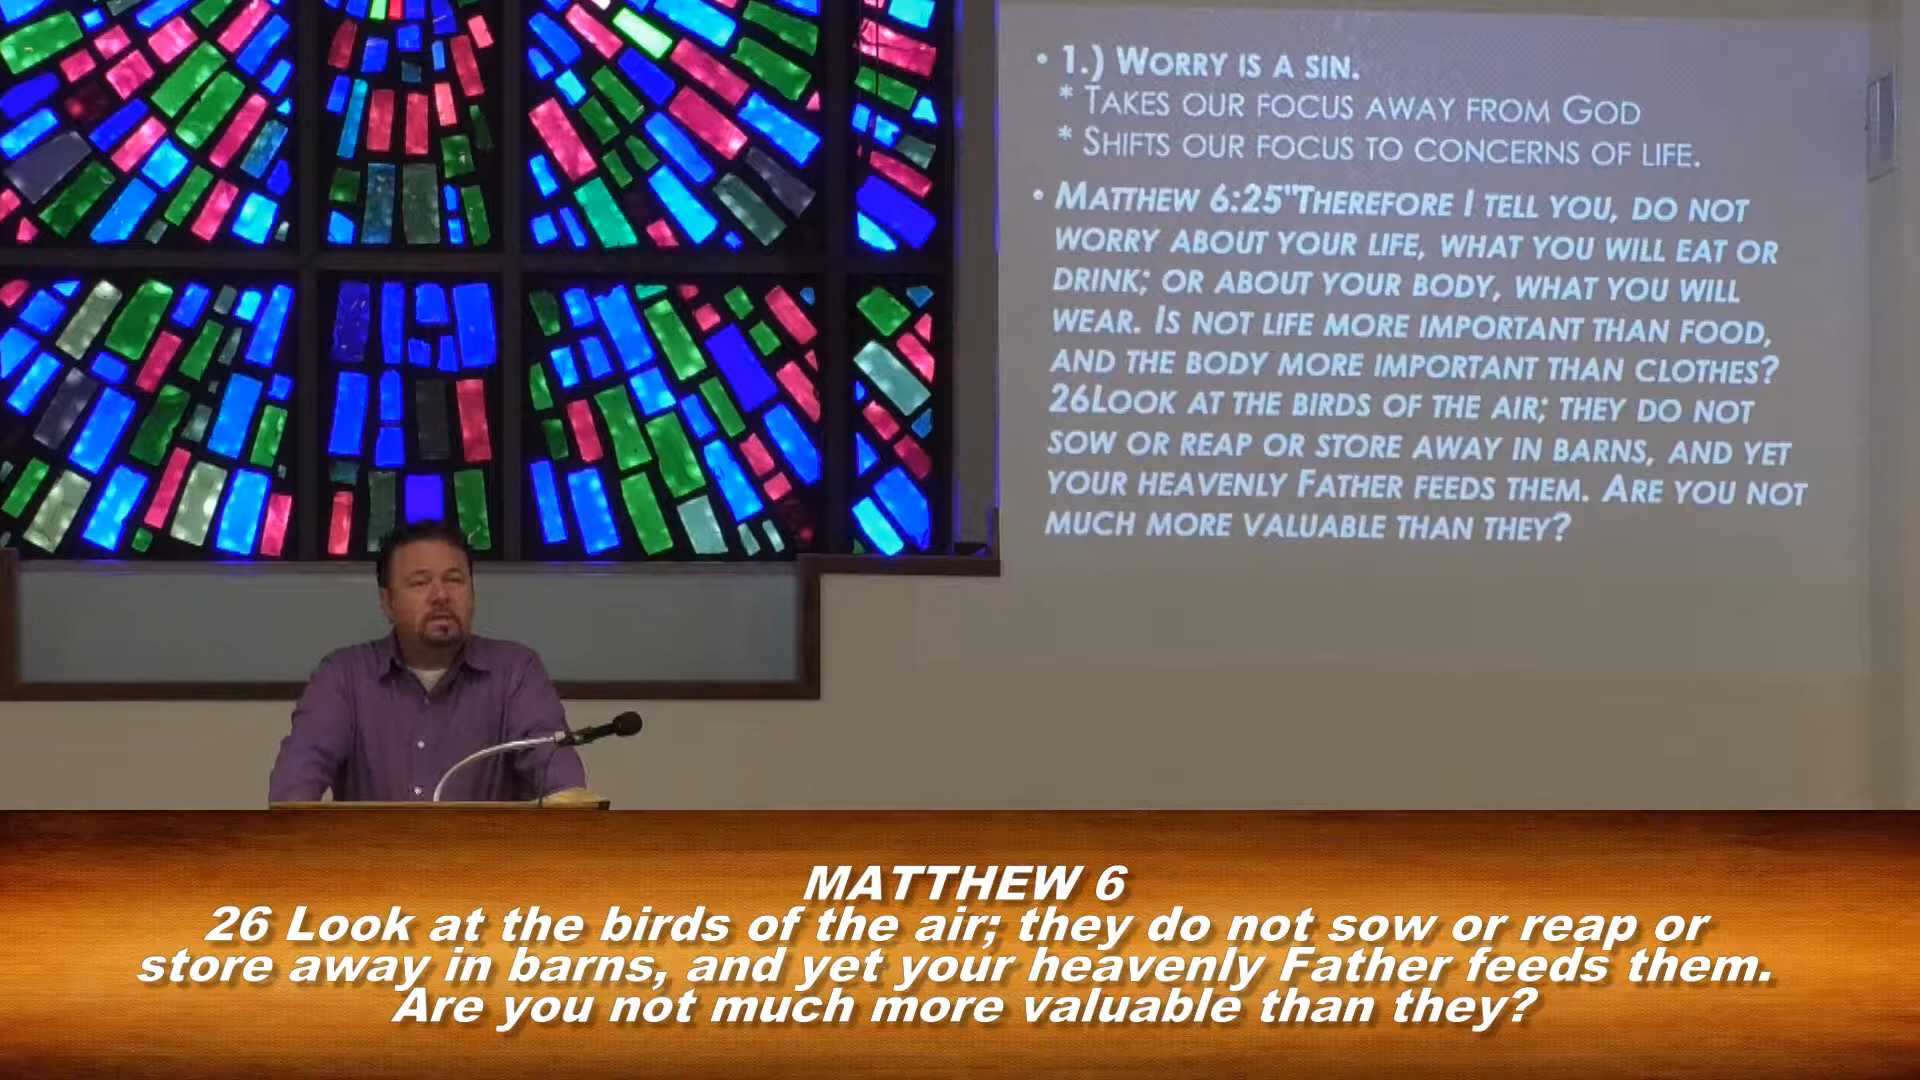 • 1.) WORRY IS A SIN.
* TAKES OUR FOCUS AWAY FROM GOD
* SHIFTS OUR FOCUS TO CONCERNS OF LIFE.
• MATTHEW 6:25"THEREFORE I TELL YOU, DO NOT
WORRY ABOUT YOUR LIFE, WHAT YOU WILL EAT OR
DRINK; OR ABOUT YOUR BODY, WHAT YOU WILL
WEAR. IS NOT LIFE MORE IMPORTANT THAN FOOD,
AND THE BODY MORE IMPORTANT THAN CLOTHES?
26LOOK AT THE BIRDS OF THE AIR; THEY DO NOT
SOW OR REAP OR STORE AWAY IN BARNS, AND YET
YOUR HEAVENLY FATHER FEEDS THEM. ARE YOU NOT
MUCH MORE VALUABLE THAN THEY?
MATTHEW 6
26 Look at the birds of the air; they do not sow or reap or
store away in barns, and yet your heavenly Father feeds them.
Are you not much more valuable than they?